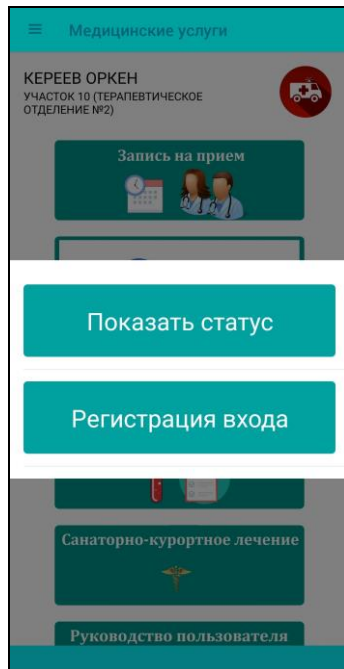 Медицинские услуги
КЕРЕЕВ ОРКЕН
УЧАСТОК 10 (ТЕРАПЕВТИЧЕСКОЕ
ОТДЕЛЕНИЕ №2)
Запись на прием
Показать статус
Регистрация входа
Санаторно-курортное лечение
Руководство пользователя